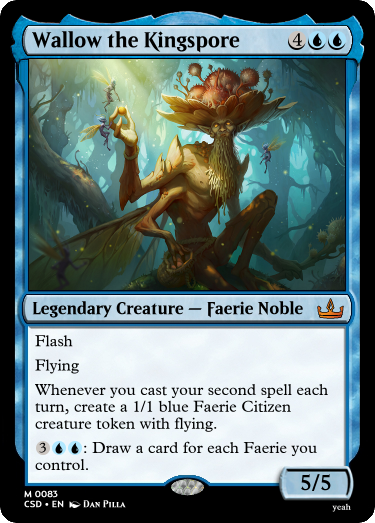 Wallow the Kingspore 4
Legendary Creature — Faerie Noble
Flash
Flying
Whenever you cast your second spell each
turn, create a 1/1 blue Faerie Citizen
creature token with flying.
3: Draw a card for each Faerie you
control.
5/5
M 0083
CSD • EN DAN PILLA
yeah